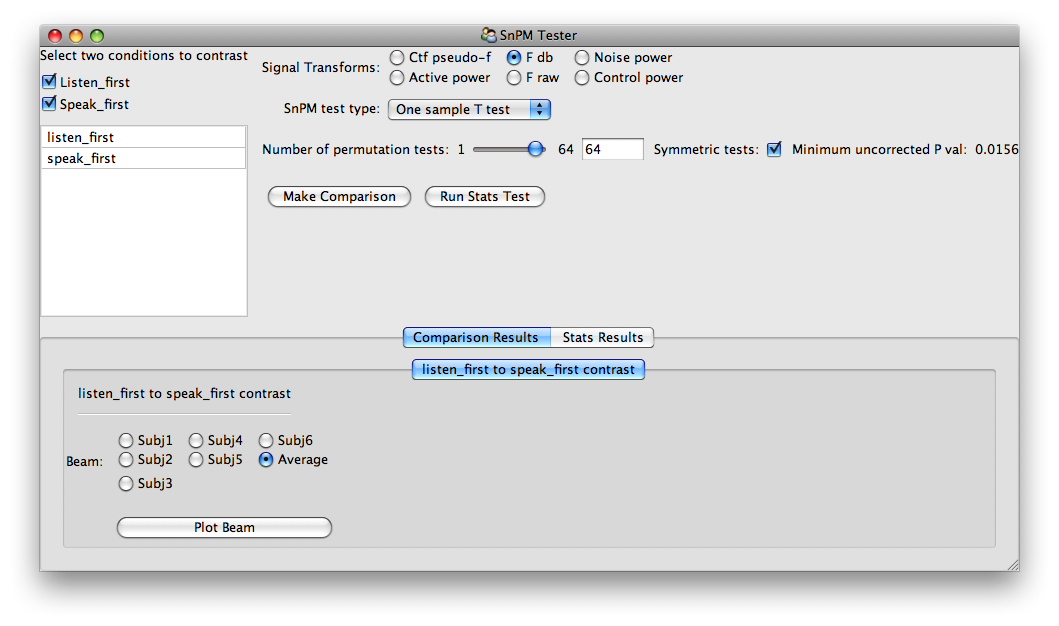 SnPM Tester
Select two conditions to contrast
Listen_first
Speak_first
listen_first
speak_first
Signal Transforms: Ctf pseudo-f F db Noise power
Active power F raw Control power
SnPM test type: One sample T test
Number of permutation tests: 1 64 64 Symmetric tests: Minimum uncorrected P val: 0.0156
Make Comparison Run Stats Test
Comparison Results Stats Results
listen_first to speak_first contrast
listen_first to speak_first contrast
Beam:
Subj1 Subj4 Subj6
Subj2 Subj5 Average
Subj3
Plot Beam